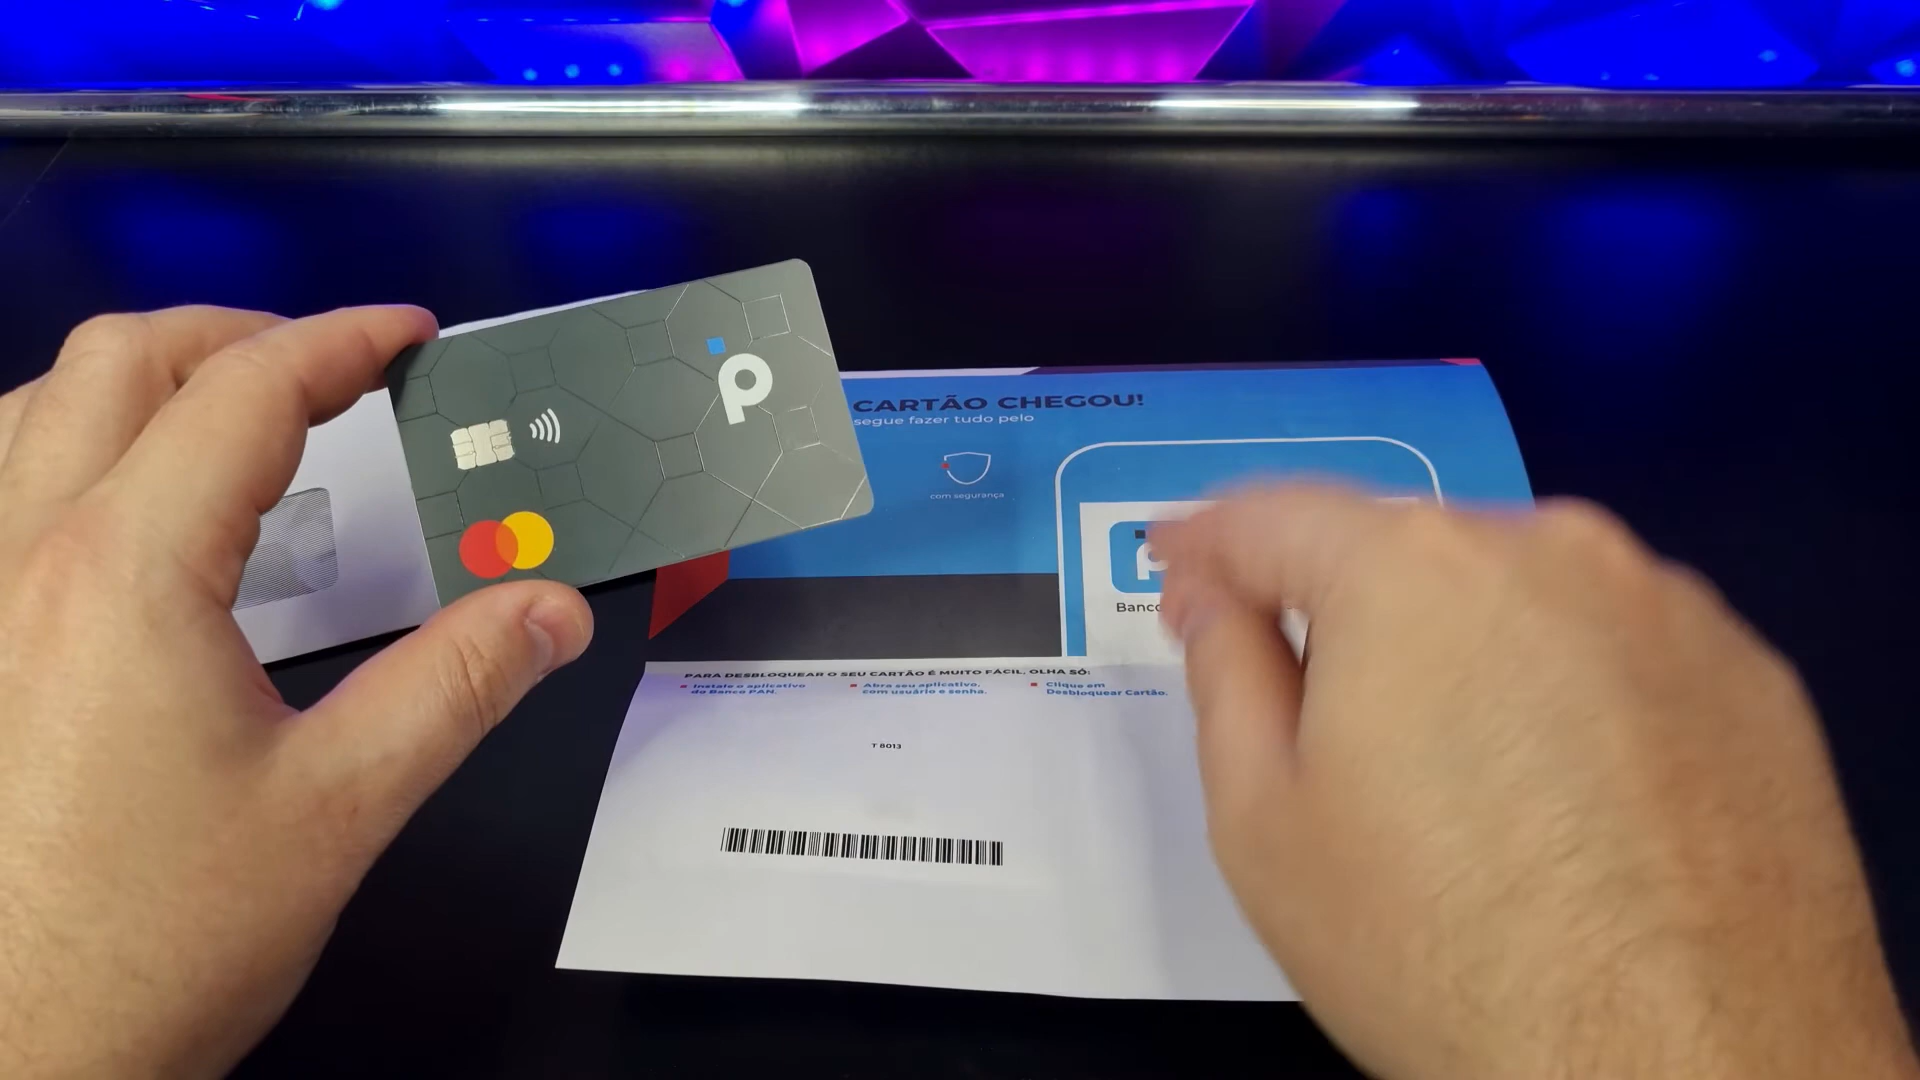 p
CARTÃO CHEGOU!
segue fazer tudo pelo
com segurança
p
Banco
PARA DESBLOQUEAR O SEU CARTÃO É MUITO FÁCIL, OLHA SÓ:
Instale o aplicativo
do Banco PAN.
Abra seu aplicativo,
com usuário e senha.
Clique em
Desbloquear Cartão.
T 8013